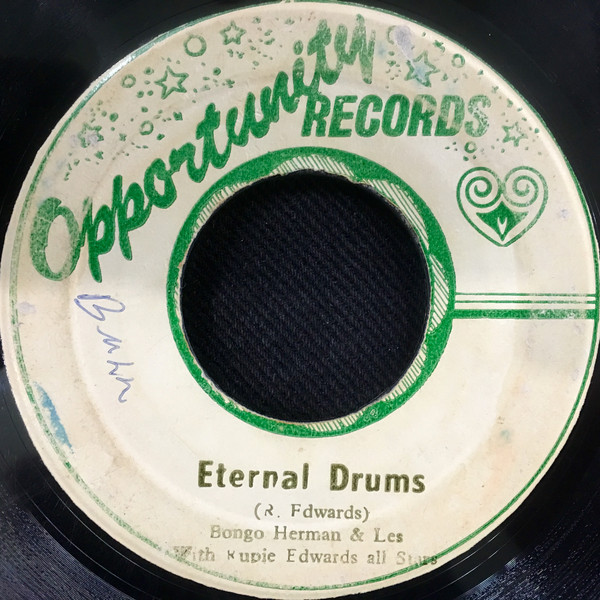 Opportunity
RECORDS
Eternal Drums
(R. Edwards)
Bongo Herman & Les
With Rupie Edwards all Stars